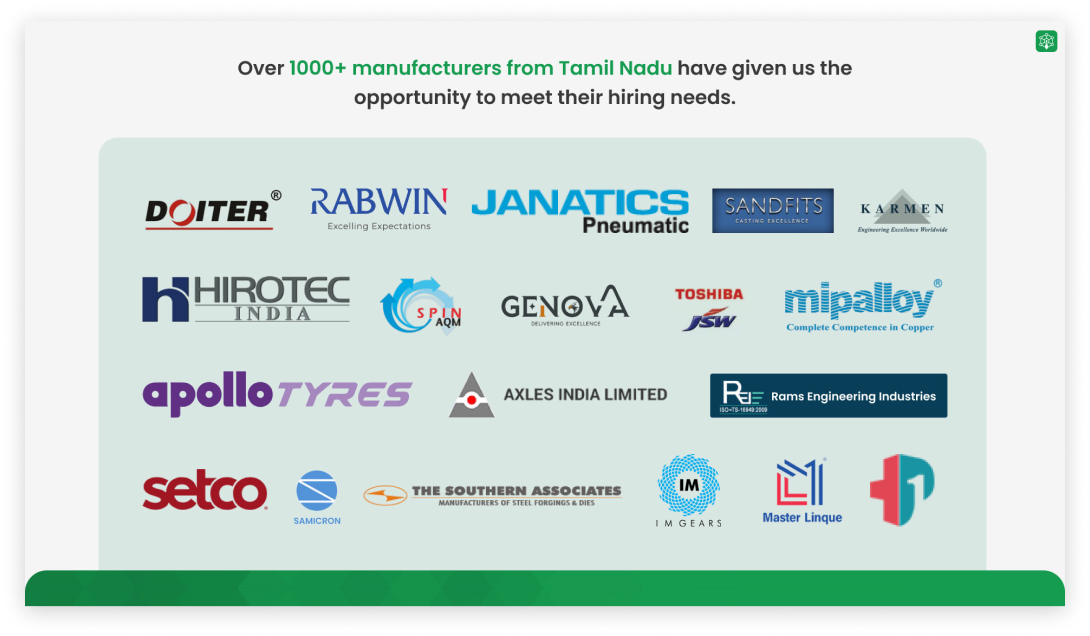 Over 1000+ manufacturers from Tamil Nadu have given us the
opportunity to meet their hiring needs.
DOITER®
RABWIN
Excelling Expectations
JANATICS
Pneumatic
SANDFITS
CASTING EXCELLENCE
KARMEN
Engineering Excellence Worldwide
HIROTEC
INDIA
SPIN
AQM
GENOVA
DELIVERING EXCELLENCE
TOSHIBA
JSW
mipalloy®
Complete Competence in Copper
apollo TYRES
AXLES INDIA LIMITED
REI
ISO-TS-16949:2009
Rams Engineering Industries
setco
SAMICRON
THE SOUTHERN ASSOCIATES
MANUFACTURERS OF STEEL FORGINGS & DIES
IM
IM GEARS
Master Linque